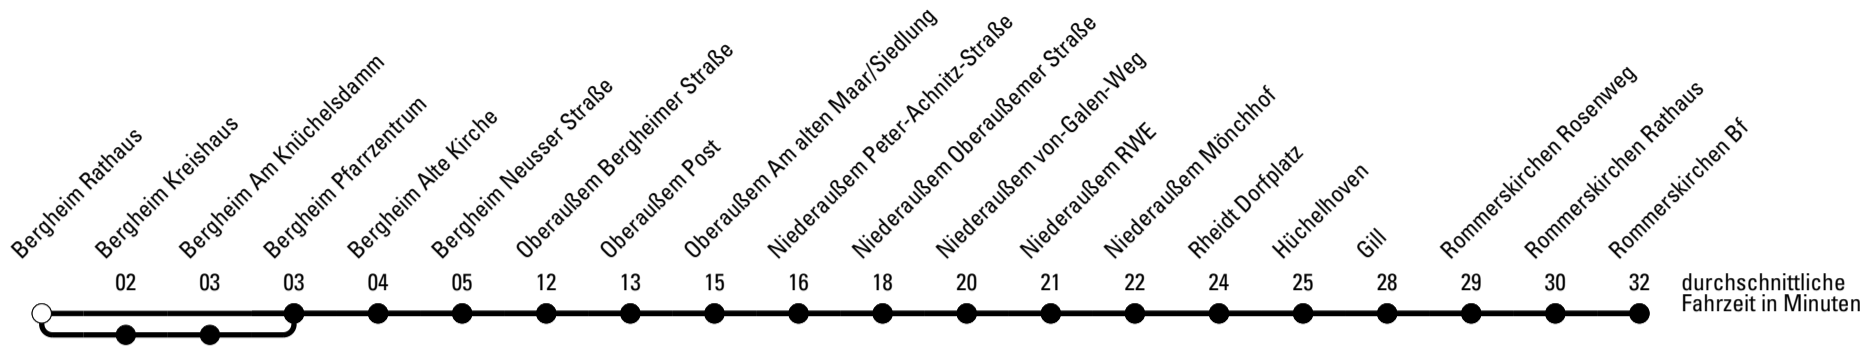 Bergheim Rathaus
Bergheim Kreishaus
Bergheim Am Knüchelsdamm
Bergheim Pfarrzentrum
Bergheim Alte Kirche
Bergheim Neusser Straße
Oberaußem Bergheimer Straße
Oberaußem Post
Oberaußem Am alten Maar/Siedlung
Niederaußem Peter-Achnitz-Straße
Niederaußem Oberaußemer Straße
Niederaußem von-Galen-Weg
Niederaußem RWE
Niederaußem Mönchhof
Rheidt Dorfplatz
Hüchelhoven
Gill
Rommerskirchen Rosenweg
Rommerskirchen Rathaus
Rommerskirchen Bf
02 03 03 04 05 12 13 15 16 18 20 21 22 24 25 28 29 30 32
durchschnittliche
Fahrzeit in Minuten